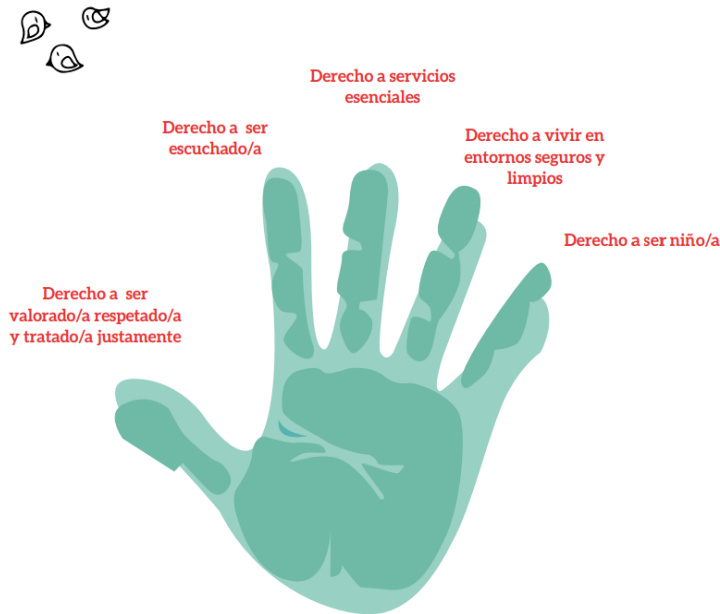 Derecho a servicios
esenciales
Derecho a ser
escuchado/a
Derecho a vivir en
entornos seguros y
limpios
Derecho a ser niño/a
Derecho a ser
valorado/a respetado/a
y tratado/a justamente